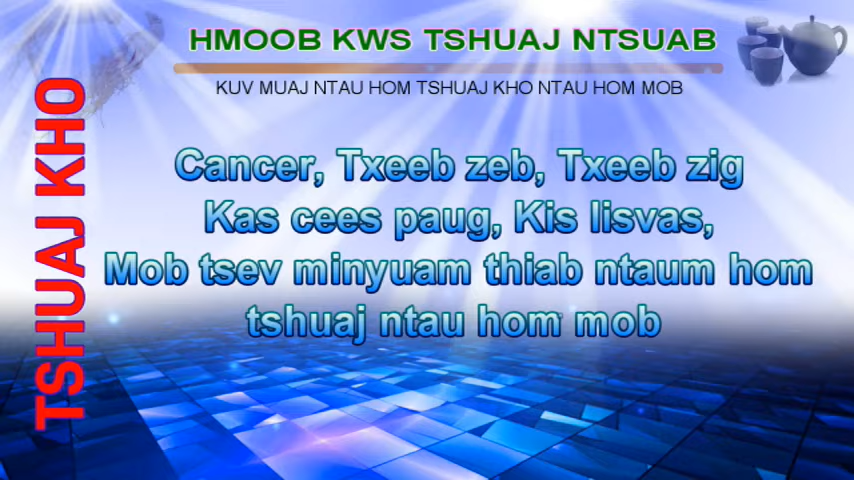 HMOOB KWS TSHUAJ NTSUAB
KUV MUAJ NTAU HOM TSHUAJ KHO NTAU HOM MOB
TSHUAJ KHO
Cancer, Txeeb zeb, Txeeb zig
Kas cees paug, Kis lisvas,
Mob tsev minyuam thiab ntaum hom
tshuaj ntau hom mob